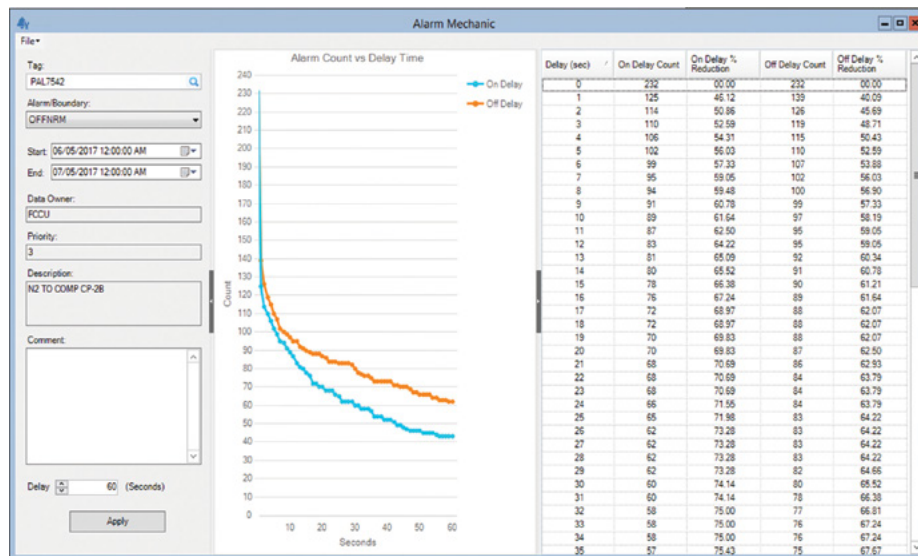 Alarm Mechanic
File
Tag:
PAL7542
Alarm/Boundary:
OFFNRM
Start: 06/05/2017 12:00:00 AM
End: 07/05/2017 12:00:00 AM
Data Owner:
FCCU
Priority:
3
Description:
N2 TO COMP CP-2B
Comment:
Delay 60 (Seconds)
Apply
Alarm Count vs Delay Time
On Delay
Off Delay
Count
240
230
220
210
200
190
180
170
160
150
140
130
120
110
100
90
80
70
60
50
40
30
20
10
0
10 20 30 40 50 60
Seconds
Delay (sec) On Delay Count On Delay % Reduction Off Delay Count Off Delay % Reduction
0 232 00.00 232 00.00
1 125 46.12 139 40.09
2 114 50.86 126 45.69
3 110 52.59 119 48.71
4 106 54.31 115 50.43
5 102 56.03 110 52.59
6 99 57.33 107 53.88
7 95 59.05 102 56.03
8 94 59.48 100 56.90
9 91 60.78 99 57.33
10 89 61.64 97 58.19
11 87 62.50 95 59.05
12 83 64.22 95 59.05
13 81 65.09 92 60.34
14 80 65.52 91 60.78
15 78 66.38 90 61.21
16 76 67.24 89 61.64
17 72 68.97 88 62.07
18 72 68.97 88 62.07
19 70 69.83 88 62.07
20 70 69.83 87 62.50
21 68 70.69 86 62.93
22 68 70.69 84 63.79
23 68 70.69 84 63.79
24 66 71.55 84 63.79
25 65 71.98 83 64.22
26 62 73.28 83 64.22
27 62 73.28 83 64.22
28 62 73.28 83 64.22
29 62 73.28 82 64.66
30 60 74.14 80 65.52
31 60 74.14 78 66.38
32 58 75.00 77 66.81
33 58 75.00 76 67.24
34 58 75.00 76 67.24
35 57 75.43 75 67.67